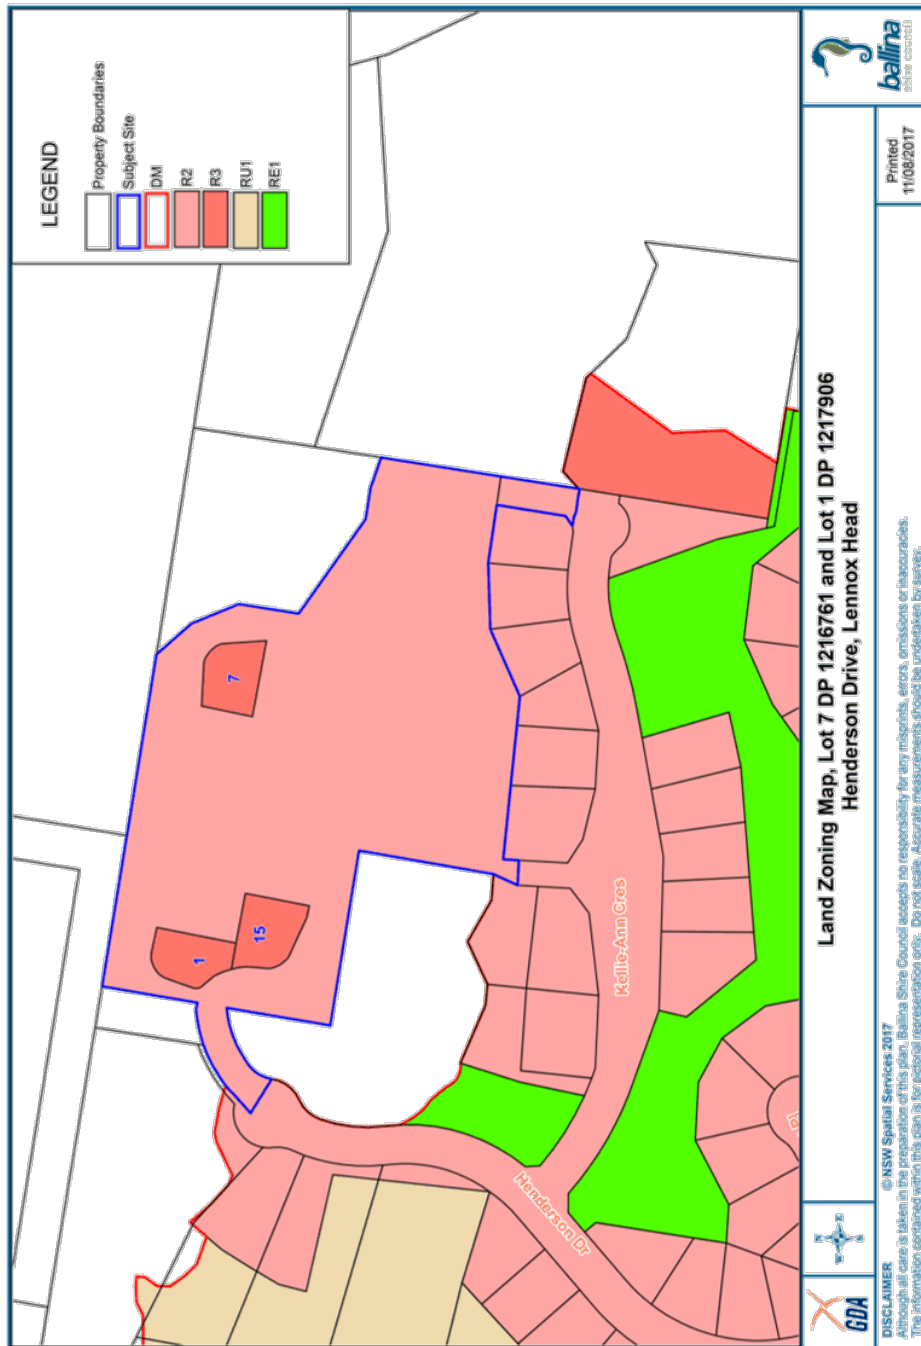 LEGEND
Property Boundaries
Subject Site
DM
R2
R3
RU1
RE1
7
1
15
Kellie-Ann Cres
Henderson Dr
Pl
Land Zoning Map, Lot 7 DP 1216761 and Lot 1 DP 1217906
Henderson Drive, Lennox Head
ballina
shire council
Printed
11/08/2017
GDA
N
E
S
W
DISCLAIMER © NSW Spatial Services 2017
Although all care is taken in the preparation of this plan, Ballina Shire Council accepts no responsibility for any misprints, errors, omissions or inaccuracies.
The information contained within this plan is for pictorial representation only. Do not scale. Accurate measurements should be undertaken by survey.